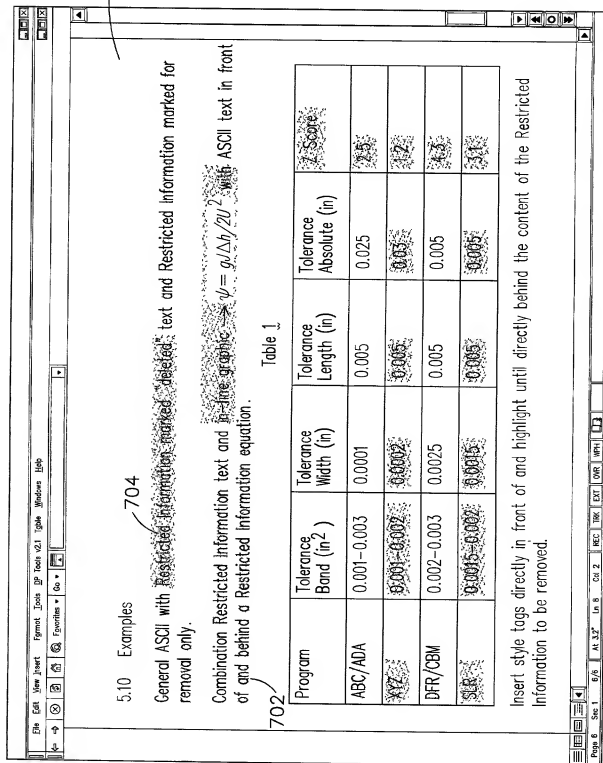 File Edit View Insert Format Tools DP Tools v2.1 Table Windows Help
Favorites Go
5.10 Examples
704
General ASCII with Restricted Information marked "deleted" text and Restricted Information marked for
removal only.
Combination Restricted Information text and in-line graphic → ψ = gJΔh/2U² with ASCII text in front
of and behind a Restricted Information equation.
702
Table 1
Program Tolerance Band (in²) Tolerance Width (in) Tolerance Length (in) Tolerance Absolute (in) Z-Score
ABC/ADA 0.001-0.003 0.0001 0.005 0.025 2.5
XYZ 0.001-0.002 0.0002 0.005 0.03 1.2
DFR/CBM 0.002-0.003 0.0025 0.005 0.005 4.3
SLR 0.0015-0.002 0.0015 0.005 0.005 3.1
Insert style tags directly in front of and highlight until directly behind the content of the Restricted
Information to be removed.
Page 6 Sec 1 6/6 At 3.2" Ln 8 Col 2 REC TRK EXT OVR WPH